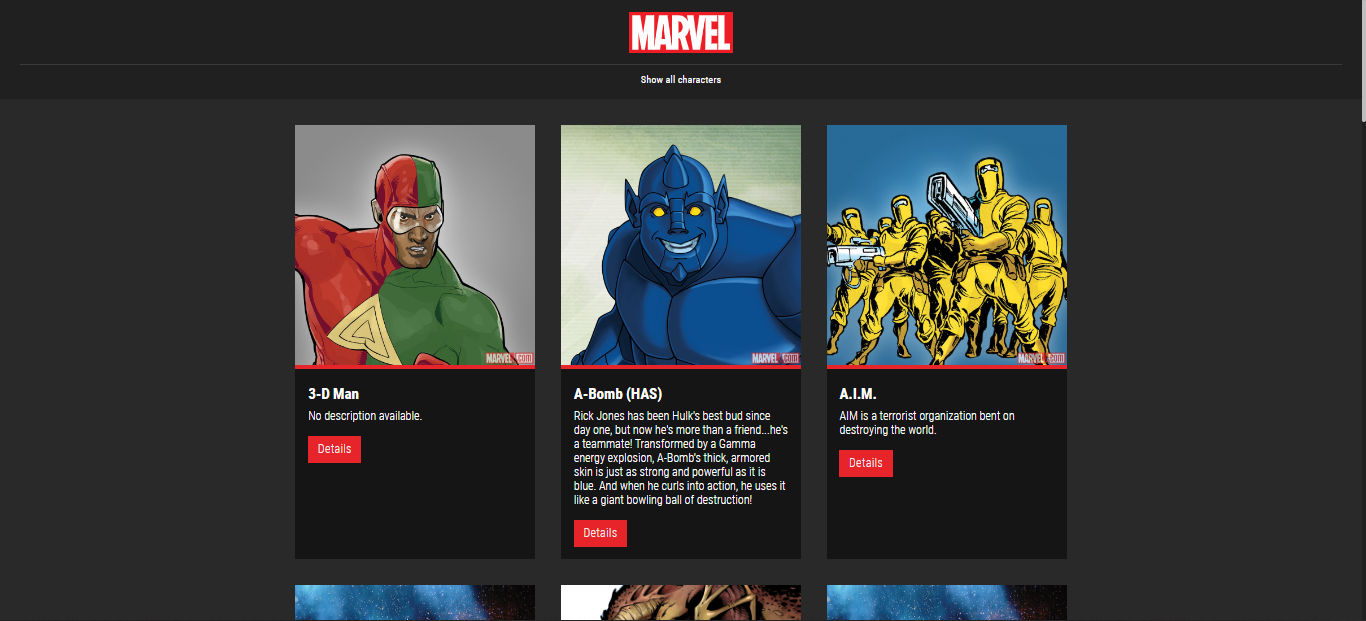 MARVEL
Show all characters
MARVEL.COM
MARVEL.COM
MARVEL.COM
3-D Man
No description available.
Details
A-Bomb (HAS)
Rick Jones has been Hulk's best bud since
day one, but now he's more than a friend...he's
a teammate! Transformed by a Gamma
energy explosion, A-Bomb's thick, armored
skin is just as strong and powerful as it is
blue. And when he curls into action, he uses it
like a giant bowling ball of destruction!
Details
A.I.M.
AIM is a terrorist organization bent on
destroying the world.
Details